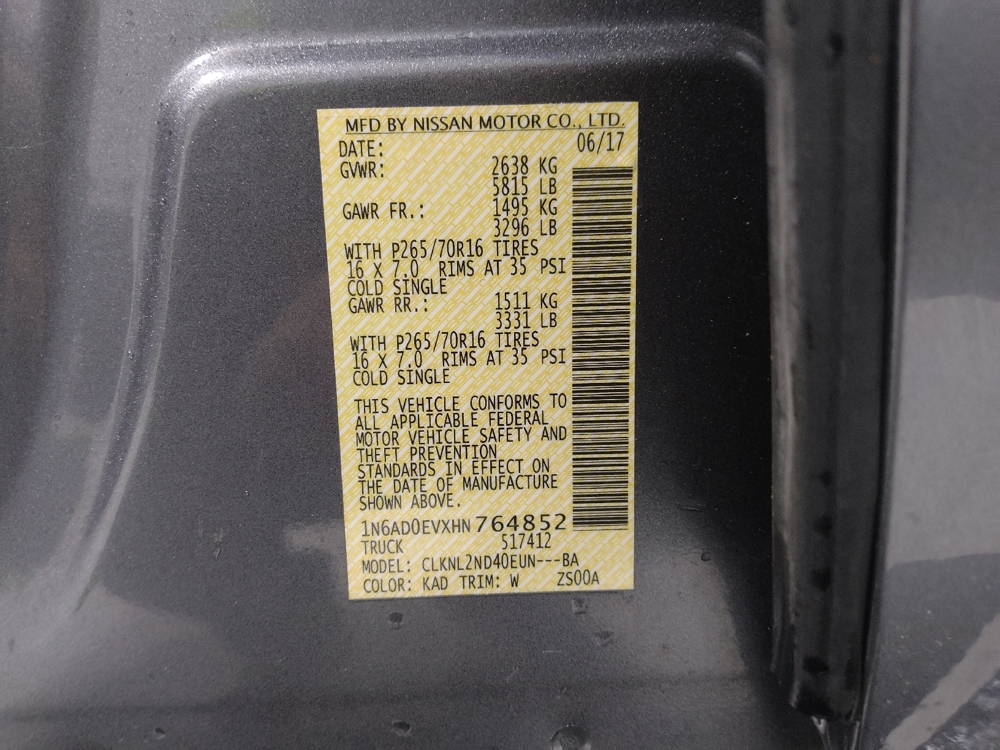 MFD BY NISSAN MOTOR CO., LTD.
DATE: 06/17
GVWR: 2638 KG
5815 LB
GAWR FR.: 1495 KG
3296 LB
WITH P265/70R16 TIRES
16 X 7.0 RIMS AT 35 PSI
COLD SINGLE
GAWR RR.: 1511 KG
3331 LB
WITH P265/70R16 TIRES
16 X 7.0 RIMS AT 35 PSI
COLD SINGLE
THIS VEHICLE CONFORMS TO
ALL APPLICABLE FEDERAL
MOTOR VEHICLE SAFETY AND
THEFT PREVENTION
STANDARDS IN EFFECT ON
THE DATE OF MANUFACTURE
SHOWN ABOVE.
1N6AD0EVXHN764852
TRUCK 517412
MODEL: CLKNL2ND40EUN---BA
COLOR: KAD TRIM: W ZS00A